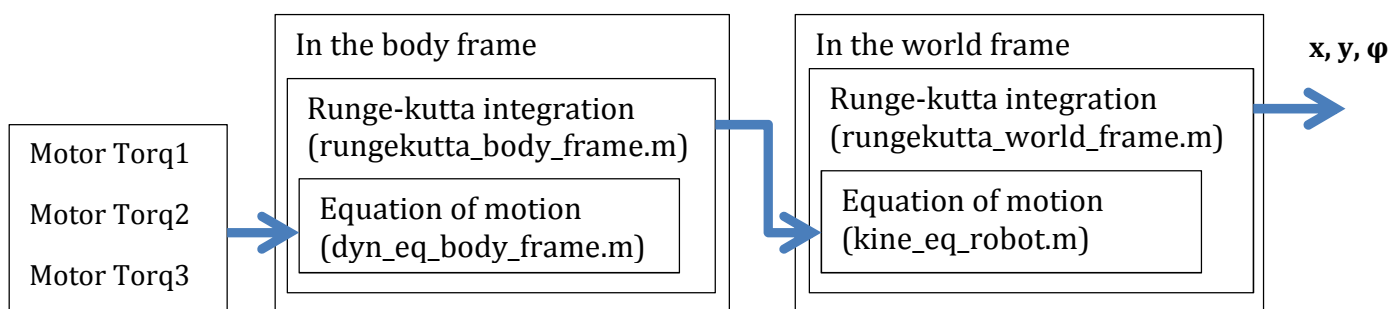 Motor Torq1
Motor Torq2
Motor Torq3
In the body frame
Runge-kutta integration
(rungekutta_body_frame.m)
Equation of motion
(dyn_eq_body_frame.m)
In the world frame
Runge-kutta integration
(rungekutta_world_frame.m)
Equation of motion
(kine_eq_robot.m)
x, y, φ